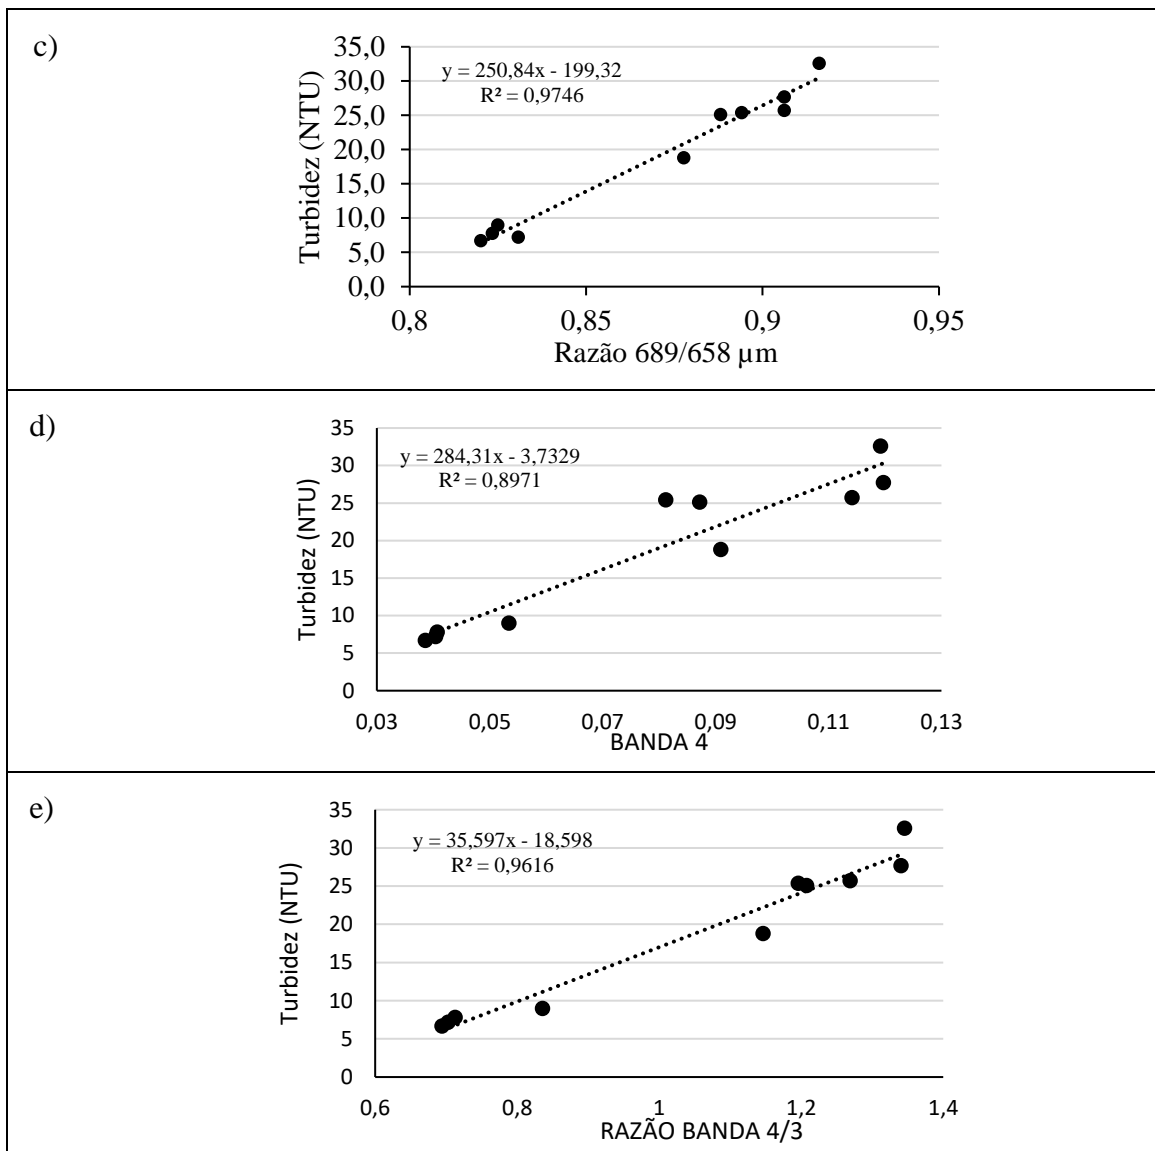 c)
35,0
30,0
25,0
20,0
15,0
10,0
5,0
0,0
Turbidez (NTU)
y = 250,84x - 199,32
R² = 0,9746
0,8 0,85 0,9 0,95
Razão 689/658 µm
d)
35
30
25
20
15
10
5
0
Turbidez (NTU)
y = 284,31x - 3,7329
R² = 0,8971
0,03 0,05 0,07 0,09 0,11 0,13
BANDA 4
e)
35
30
25
20
15
10
5
0
Turbidez (NTU)
y = 35,597x - 18,598
R² = 0,9616
0,6 0,8 1 1,2 1,4
RAZÃO BANDA 4/3